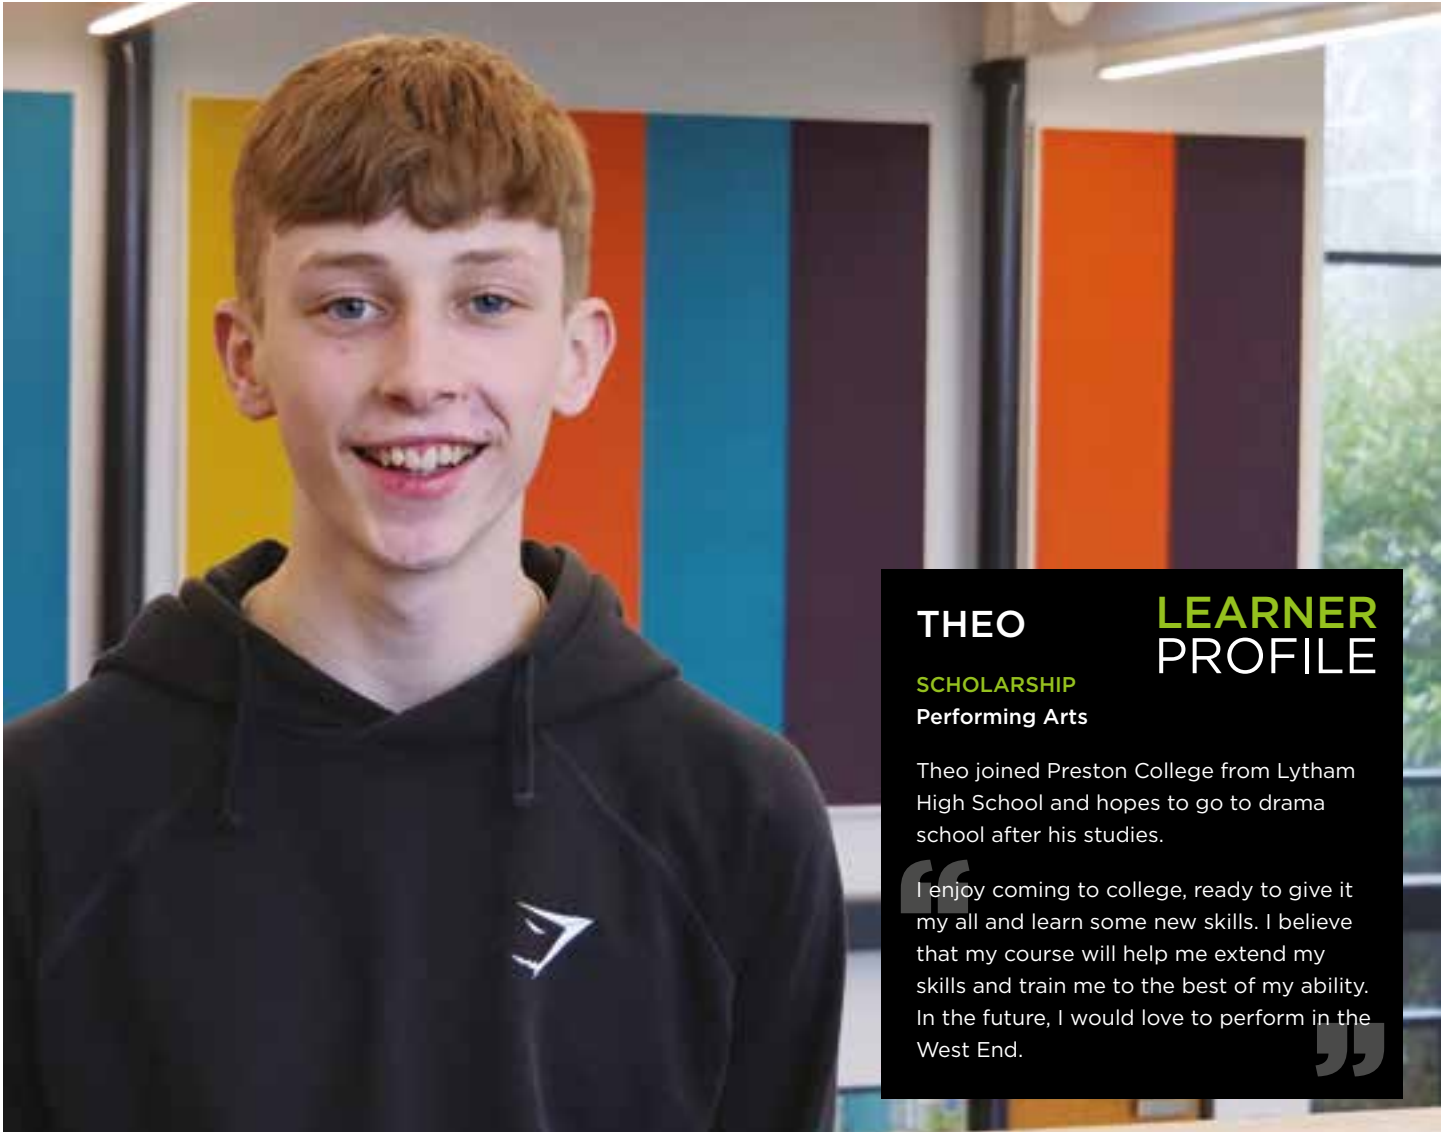 THEO
LEARNER
PROFILE
SCHOLARSHIP
Performing Arts
Theo joined Preston College from Lytham
High School and hopes to go to drama
school after his studies.
“
I enjoy coming to college, ready to give it
my all and learn some new skills. I believe
that my course will help me extend my
skills and train me to the best of my ability.
In the future, I would love to perform in the
West End.
”